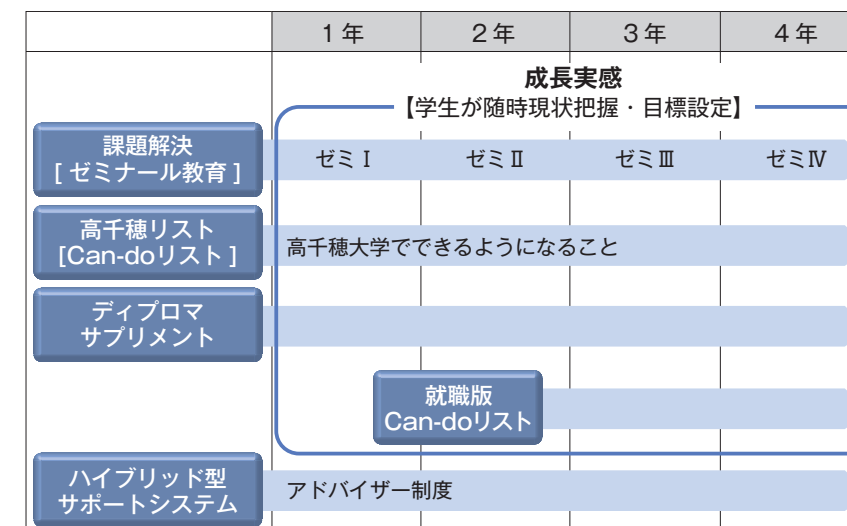 1年 2年 3年 4年
成長実感
【学生が随時現状把握・目標設定】
課題解決
[ゼミナール教育]
ゼミⅠ ゼミⅡ ゼミⅢ ゼミⅣ
高千穂リスト
[Can-doリスト]
高千穂大学でできるようになること
ディプロマ
サプリメント
就職版
Can-doリスト
ハイブリッド型
サポートシステム
アドバイザー制度